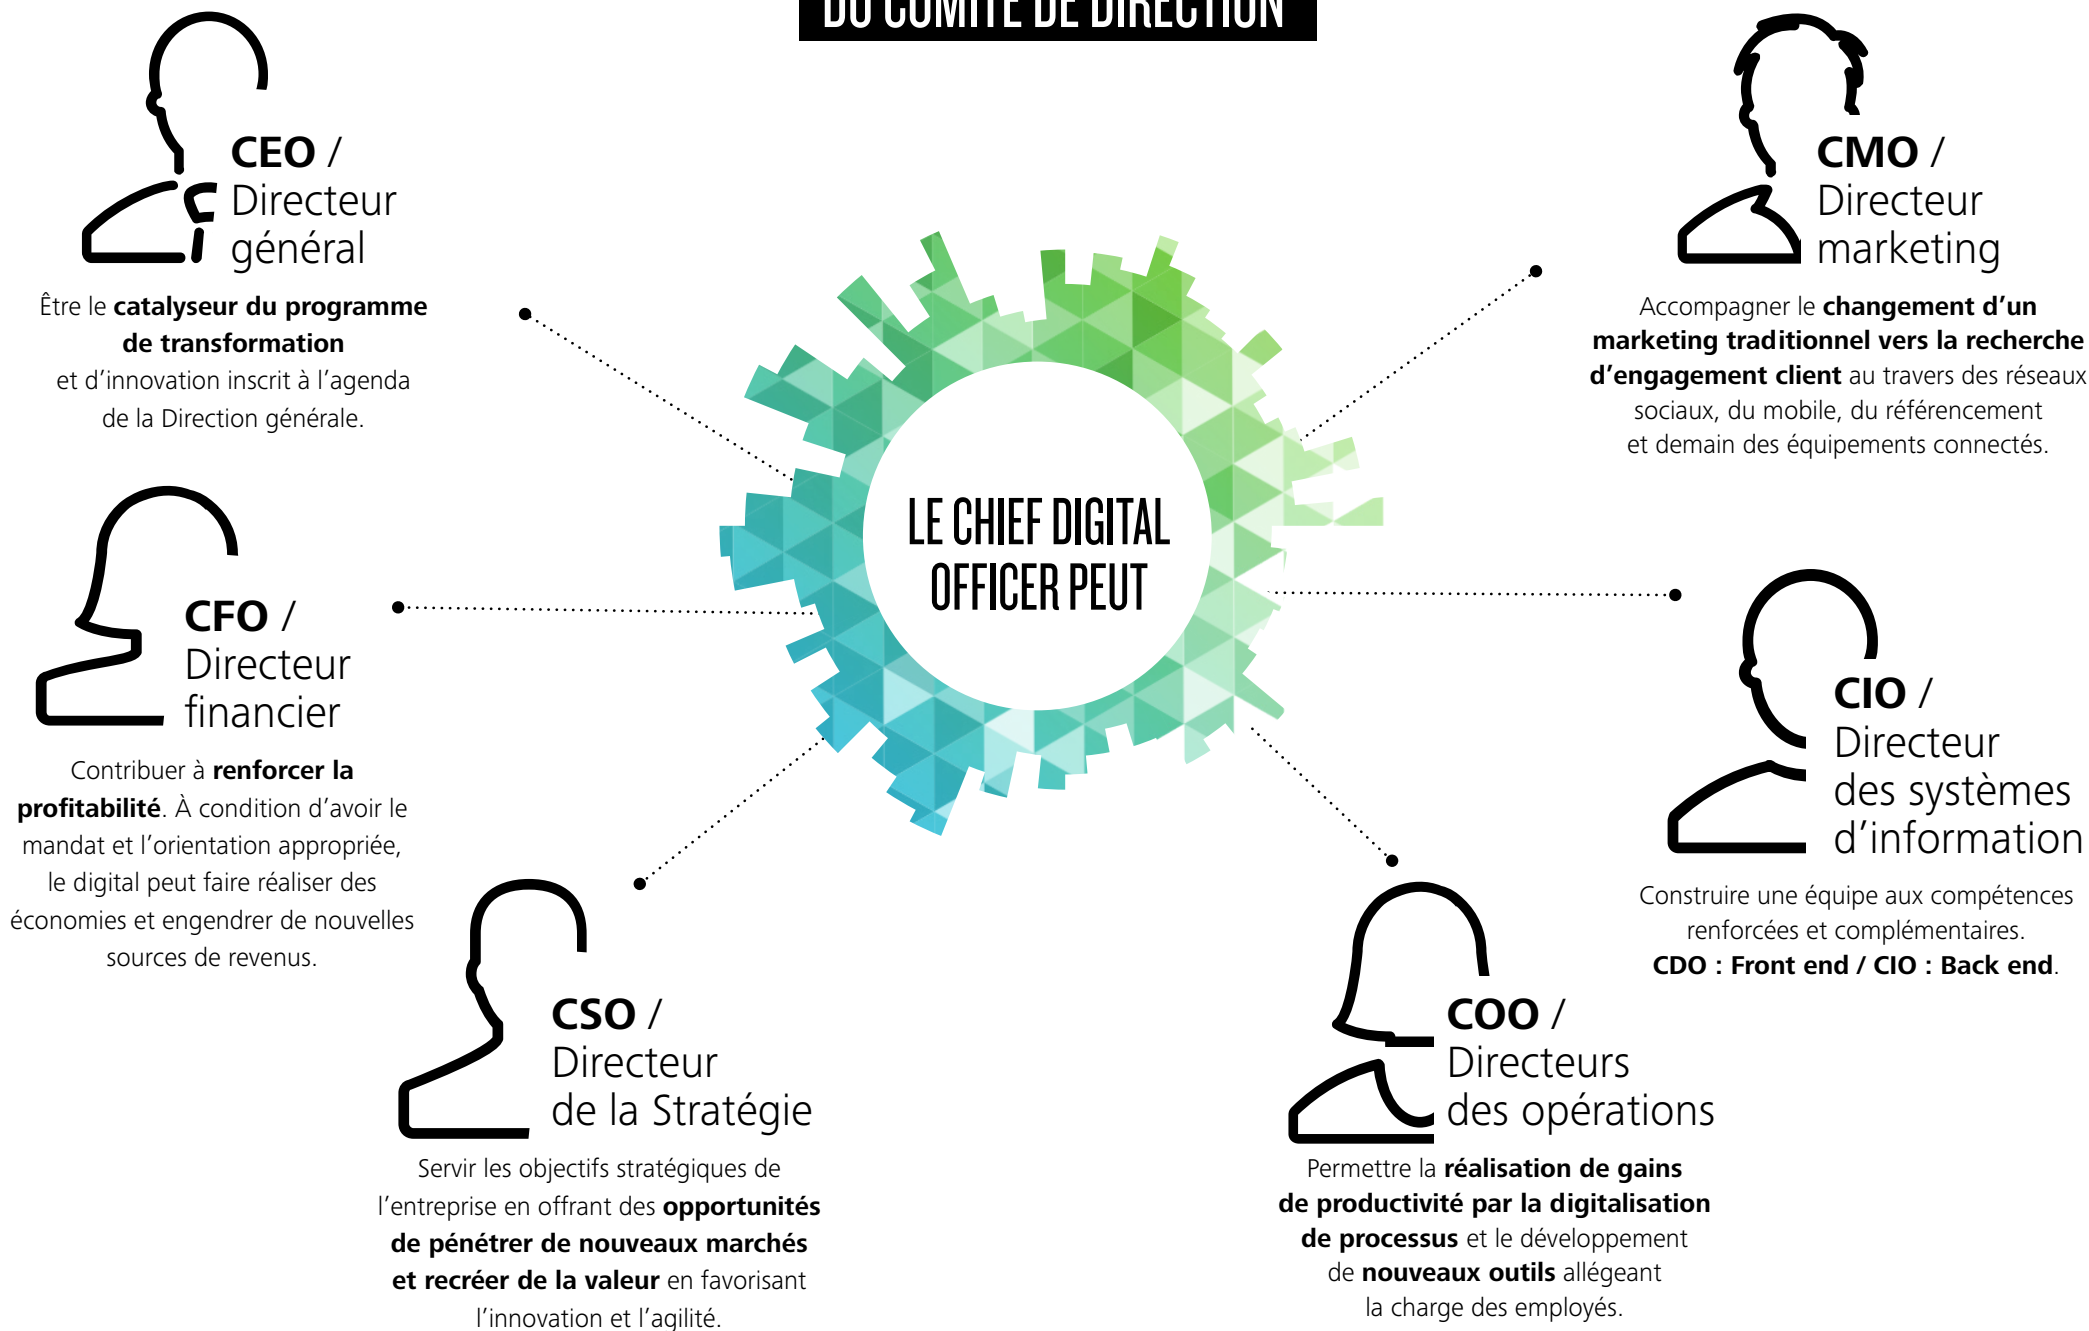 DU COMITÉ DE DIRECTION
CEO /
Directeur
général
Être le catalyseur du programme
de transformation
et d’innovation inscrit à l’agenda
de la Direction générale.
CMO /
Directeur
marketing
Accompagner le changement d’un
marketing traditionnel vers la recherche
d’engagement client au travers des réseaux
sociaux, du mobile, du référencement
et demain des équipements connectés.
LE CHIEF DIGITAL
OFFICER PEUT
CFO /
Directeur
financier
Contribuer à renforcer la
profitabilité. À condition d’avoir le
mandat et l’orientation appropriée,
le digital peut faire réaliser des
économies et engendrer de nouvelles
sources de revenus.
CIO /
Directeur
des systèmes
d’information
Construire une équipe aux compétences
renforcées et complémentaires.
CDO : Front end / CIO : Back end.
CSO /
Directeur
de la Stratégie
Servir les objectifs stratégiques de
l’entreprise en offrant des opportunités
de pénétrer de nouveaux marchés
et recréer de la valeur en favorisant
l’innovation et l’agilité.
COO /
Directeurs
des opérations
Permettre la réalisation de gains
de productivité par la digitalisation
de processus et le développement
de nouveaux outils allégeant
la charge des employés.